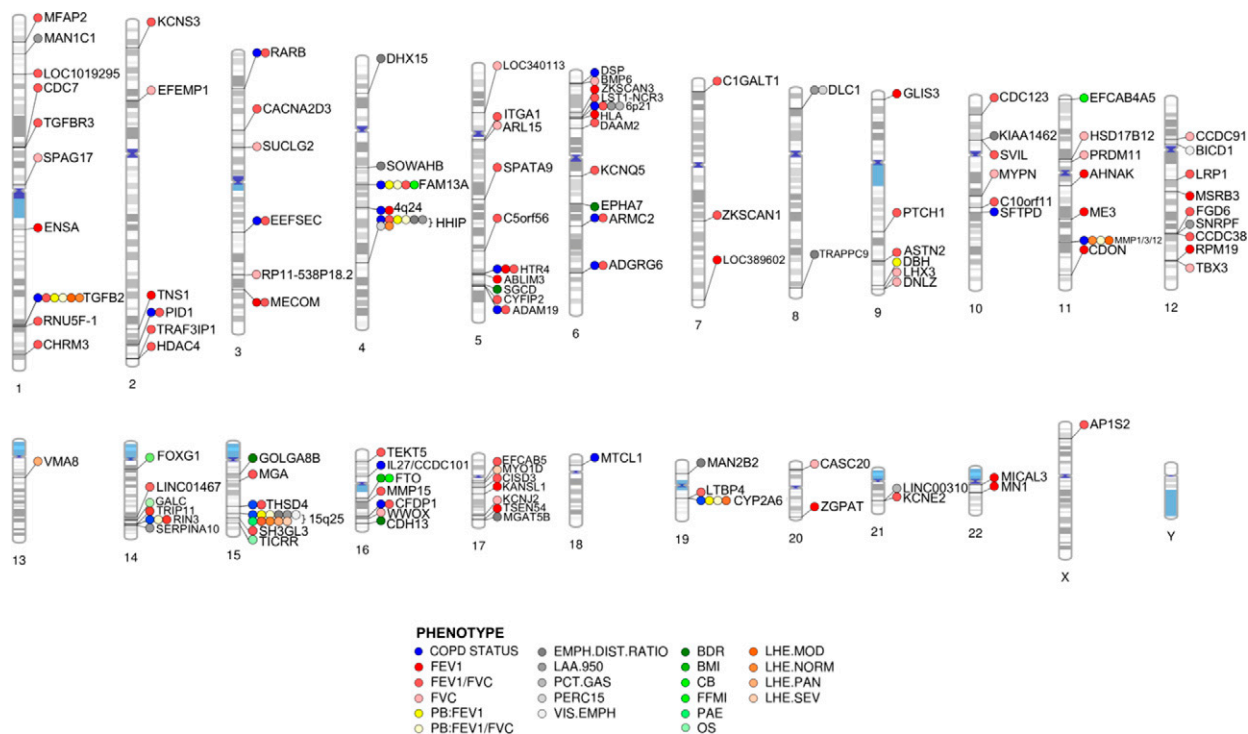 MFAP2
MAN1C1
LOC1019295
CDC7
TGFBR3
SPAG17
ENSA
TGFB2
RNU5F-1
CHRM3
1
KCNS3
EFEMP1
TNS1
PID1
TRAF3IP1
HDAC4
2
RARB
CACNA2D3
SUCLG2
EEFSEC
RP11-538P18.2
MECOM
3
DHX15
SOWAHB
FAM13A
4q24
} HHIP
4
LOC340113
ITGA1
ARL15
SPATA9
C5orf56
HTR4
ABLIM3
SGCD
CYFIP2
ADAM19
5
DSP
BMP6
ZKSCAN3
LST1-NCR3
6p21
HLA
DAAM2
KCNQ5
EPHA7
ARMC2
ADGRG6
6
C1GALT1
ZKSCAN1
LOC389602
7
DLC1
TRAPPC9
8
GLIS3
PTCH1
ASTN2
DBH
LHX3
DNLZ
9
CDC123
KIAA1462
SVIL
MYPN
C10orf11
SFTPD
10
EFCAB4A5
HSD17B12
PRDM11
AHNAK
ME3
MMP1/3/12
CDON
11
CCDC91
BICD1
LRP1
MSRB3
FGD6
SNRPF
CCDC38
RPM19
TBX3
12
VMA8
13
FOXG1
LINC01467
GALC
TRIP11
RIN3
SERPINA10
14
GOLGA8B
MGA
THSD4
} 15q25
SH3GL3
TICRR
15
TEKT5
IL27/CCDC101
FTO
MMP15
CFDP1
WWOX
CDH13
16
EFCAB5
MYO1D
CISD3
KANSL1
KCNJ2
TSEN54
MGAT5B
17
MTCL1
18
MAN2B2
LTBP4
CYP2A6
19
CASC20
ZGPAT
20
LINC00310
KCNE2
21
MICAL3
MN1
22
AP1S2
X
Y
PHENOTYPE
COPD STATUS
FEV1
FEV1/FVC
FVC
PB:FEV1
PB:FEV1/FVC
EMPH.DIST.RATIO
LAA.950
PCT.GAS
PERC15
VIS.EMPH
BDR
BMI
CB
FFMI
PAE
OS
LHE.MOD
LHE.NORM
LHE.PAN
LHE.SEV